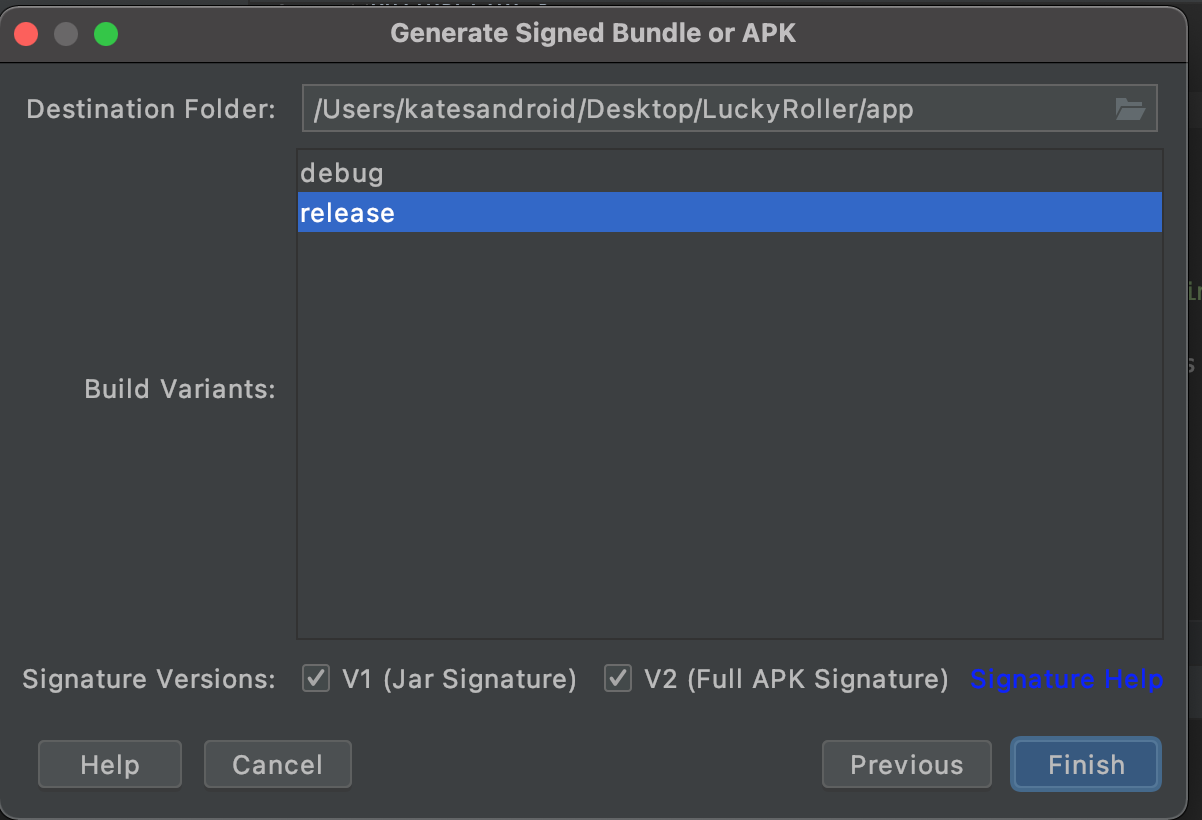 Generate Signed Bundle or APK
Destination Folder: /Users/katesandroid/Desktop/LuckyRoller/app
debug
release
Build Variants:
Signature Versions: V1 (Jar Signature) V2 (Full APK Signature) Signature Help
Help Cancel Previous Finish